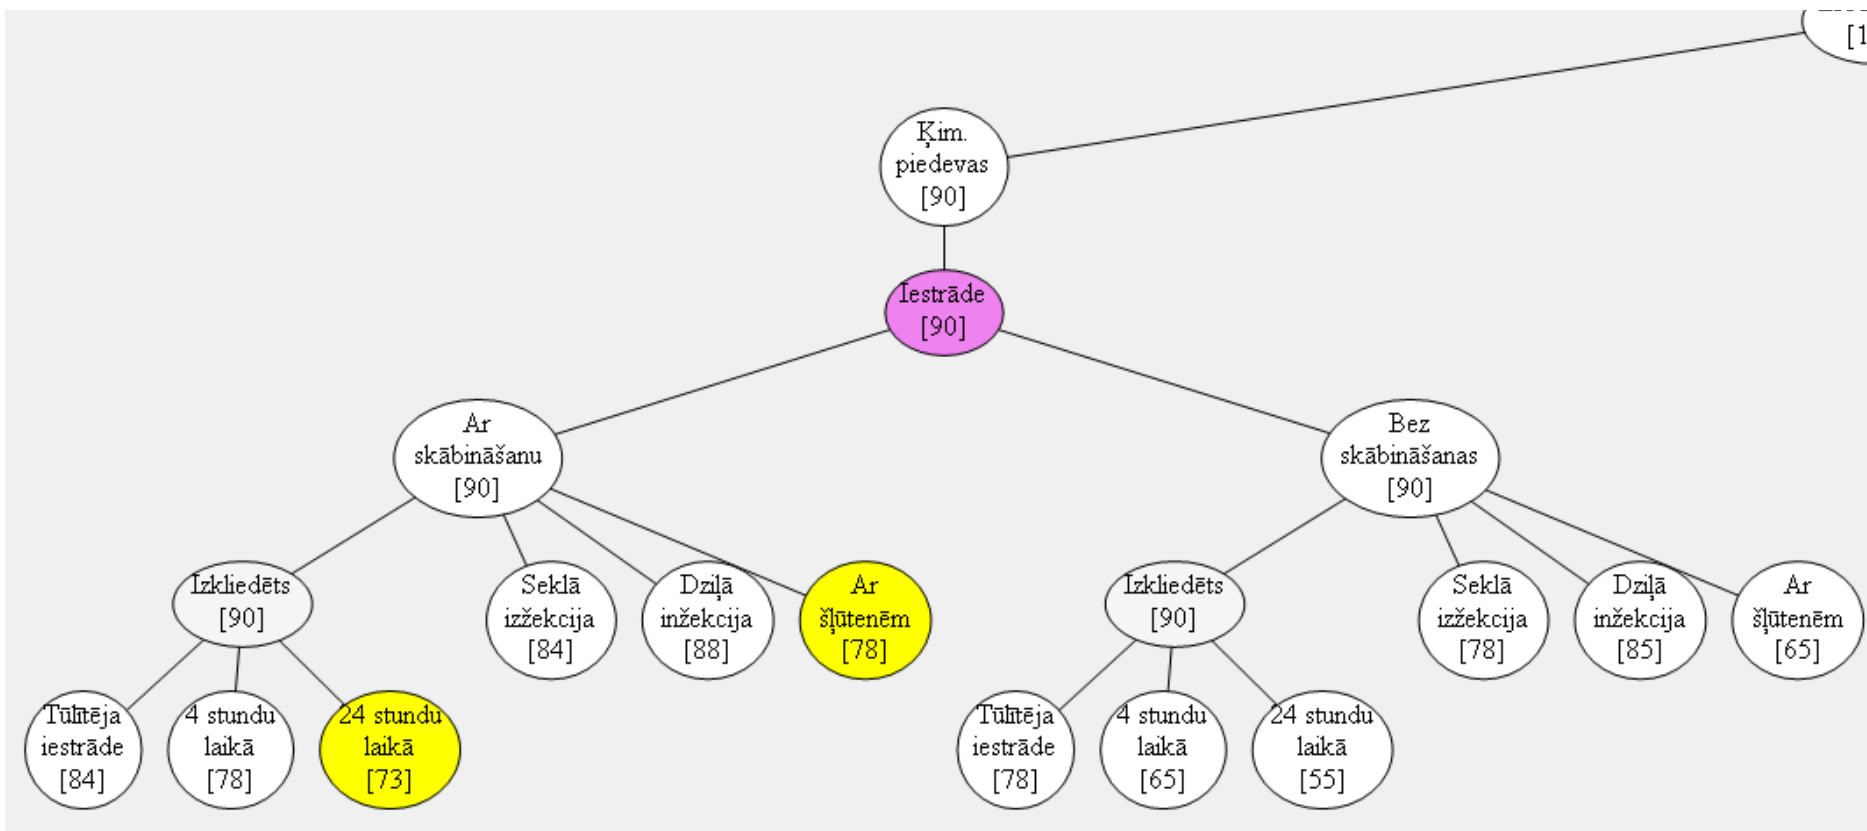 [1
Ķim.
piedevas
[90]
Iestrāde
[90]
Ar
skābināšanu
[90]
Bez
skābināšanas
[90]
Izkliedēts
[90]
Seklā
izžekcija
[84]
Dziļā
inžekcija
[88]
Ar
šļūtenēm
[78]
Izkliedēts
[90]
Seklā
izžekcija
[78]
Dziļā
inžekcija
[85]
Ar
šļūtenēm
[65]
Tūlītēja
iestrāde
[84]
4 stundu
laikā
[78]
24 stundu
laikā
[73]
Tūlītēja
iestrāde
[78]
4 stundu
laikā
[65]
24 stundu
laikā
[55]